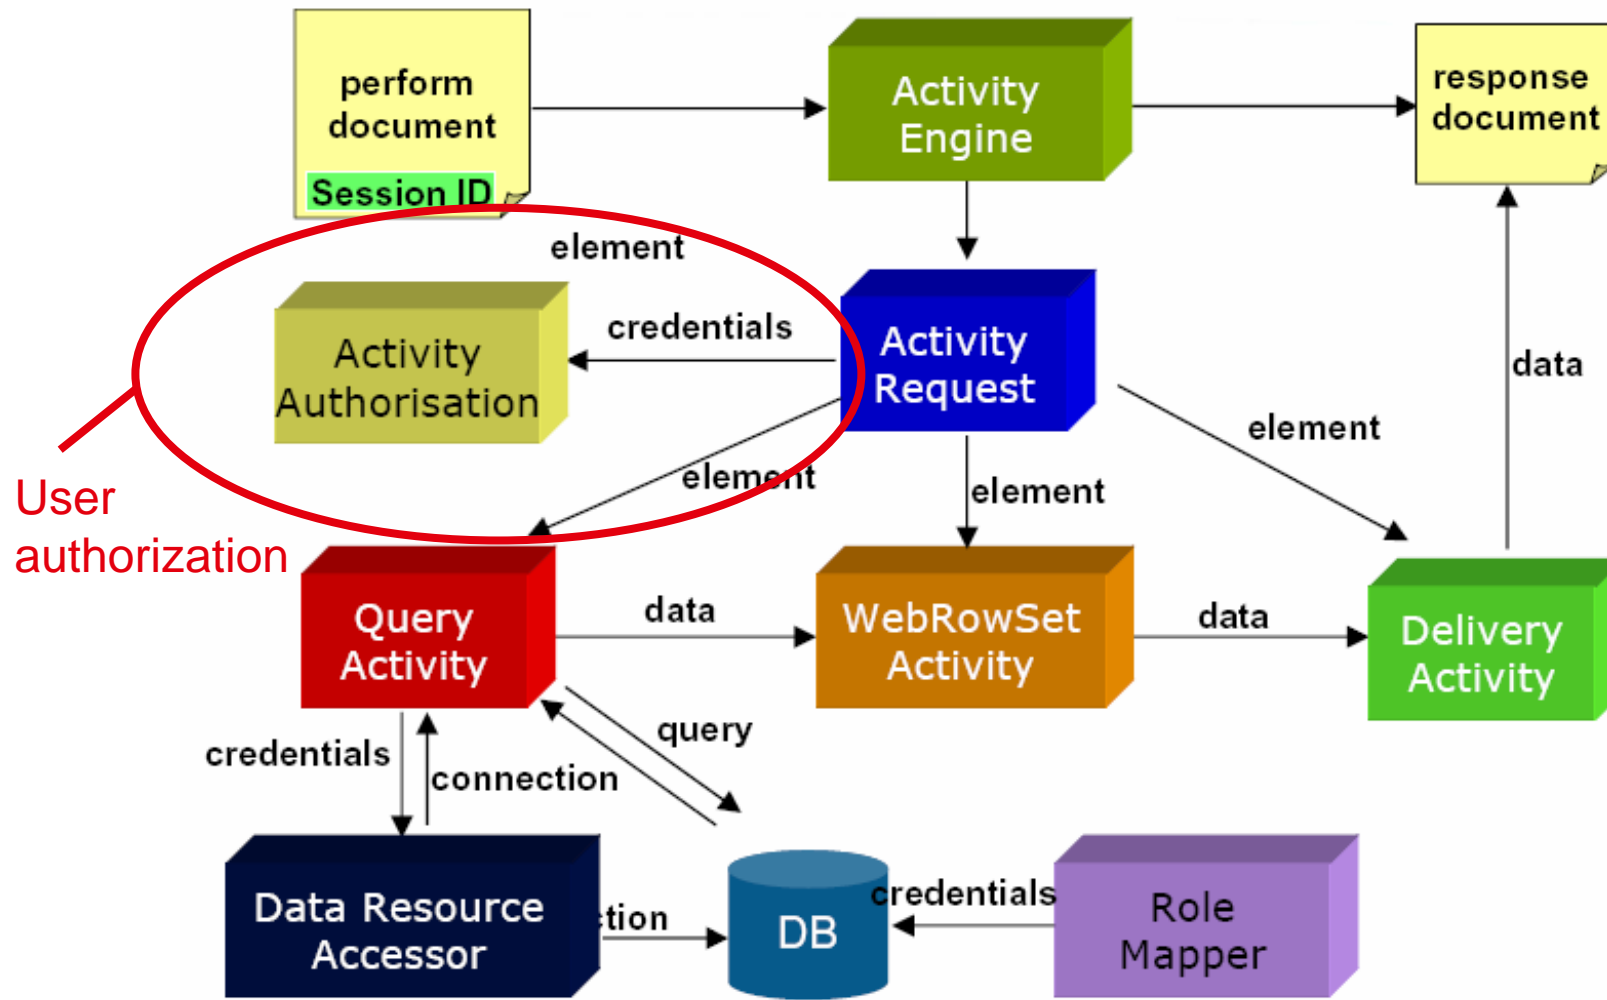 perform
document
Session ID
Activity
Engine
response
document
element
credentials
Activity
Authorisation
Activity
Request
data
element
element
element
User
authorization
Query
Activity
data
WebRowSet
Activity
data
Delivery
Activity
credentials
connection
query
Data Resource
Accessor
ction
DB
credentials
Role
Mapper